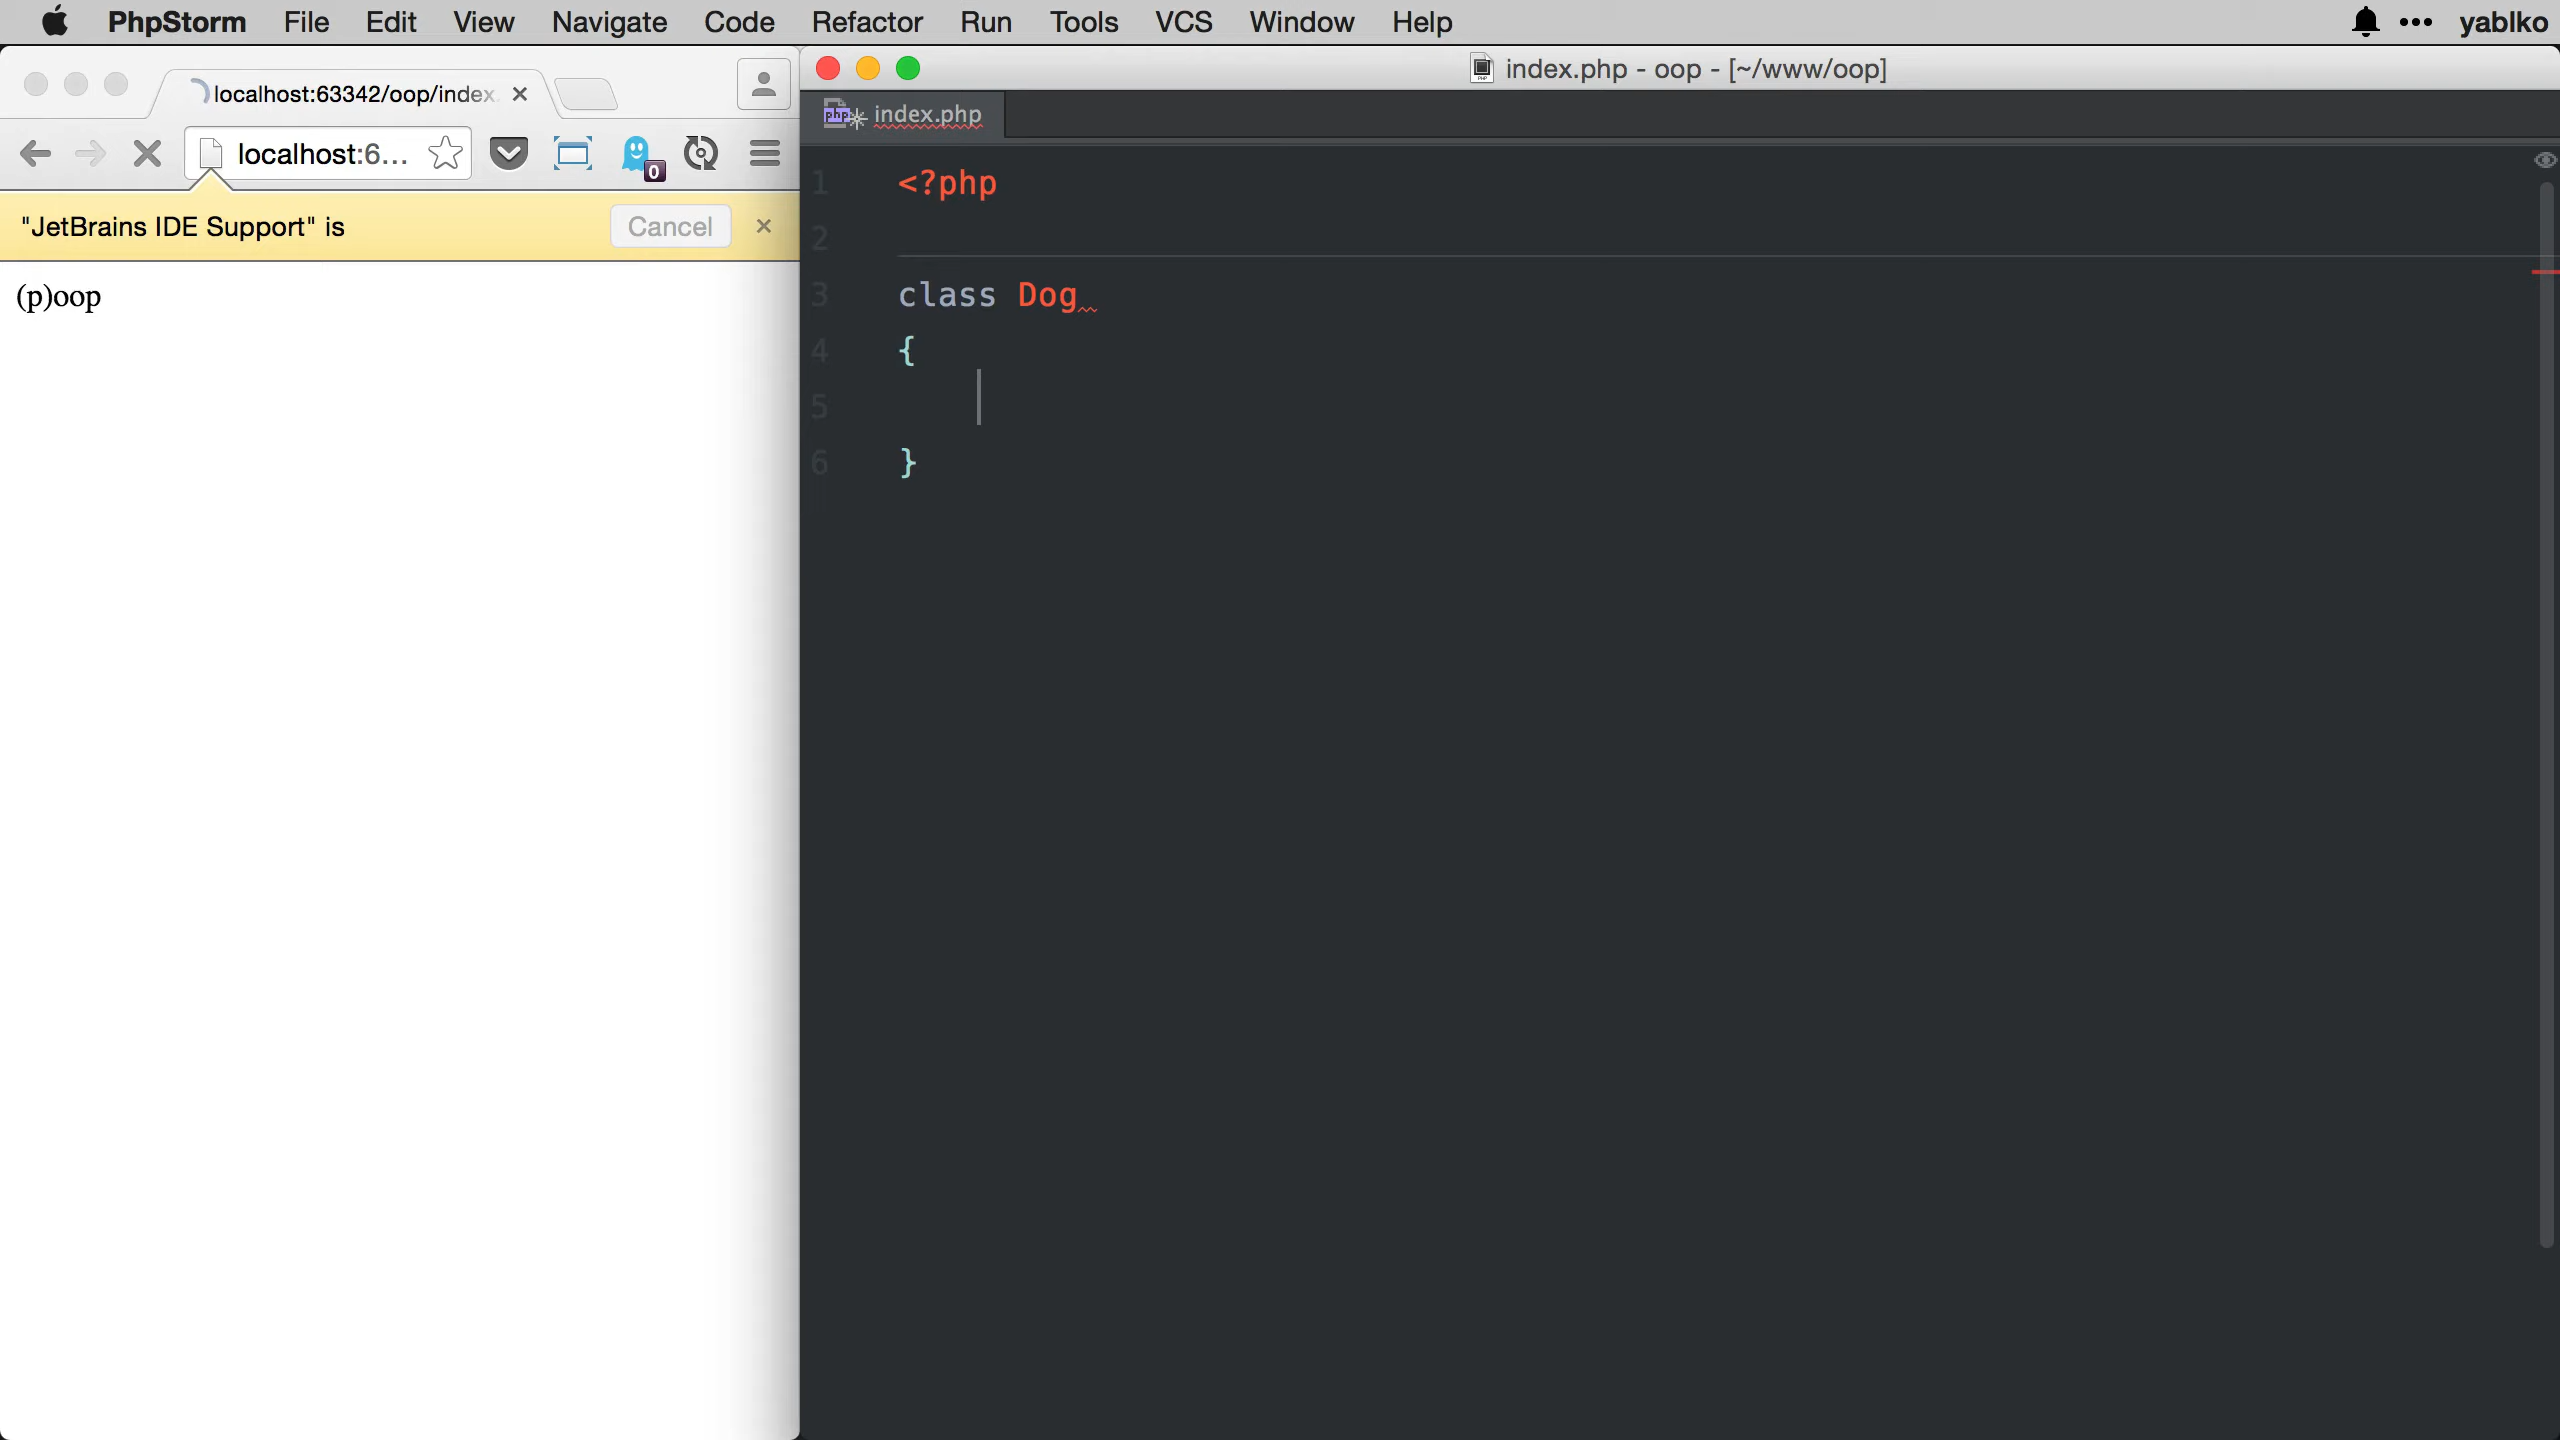 PhpStorm File Edit View Navigate Code Refactor Run Tools VCS Window Help ••• yablko
localhost:63342/oop/index.
localhost:6...
0
"JetBrains IDE Support" is Cancel
(p)oop
index.php - oop - [~/www/oop]
php index.php
1 <?php
2
3 class Dog
4 {
5
6 }